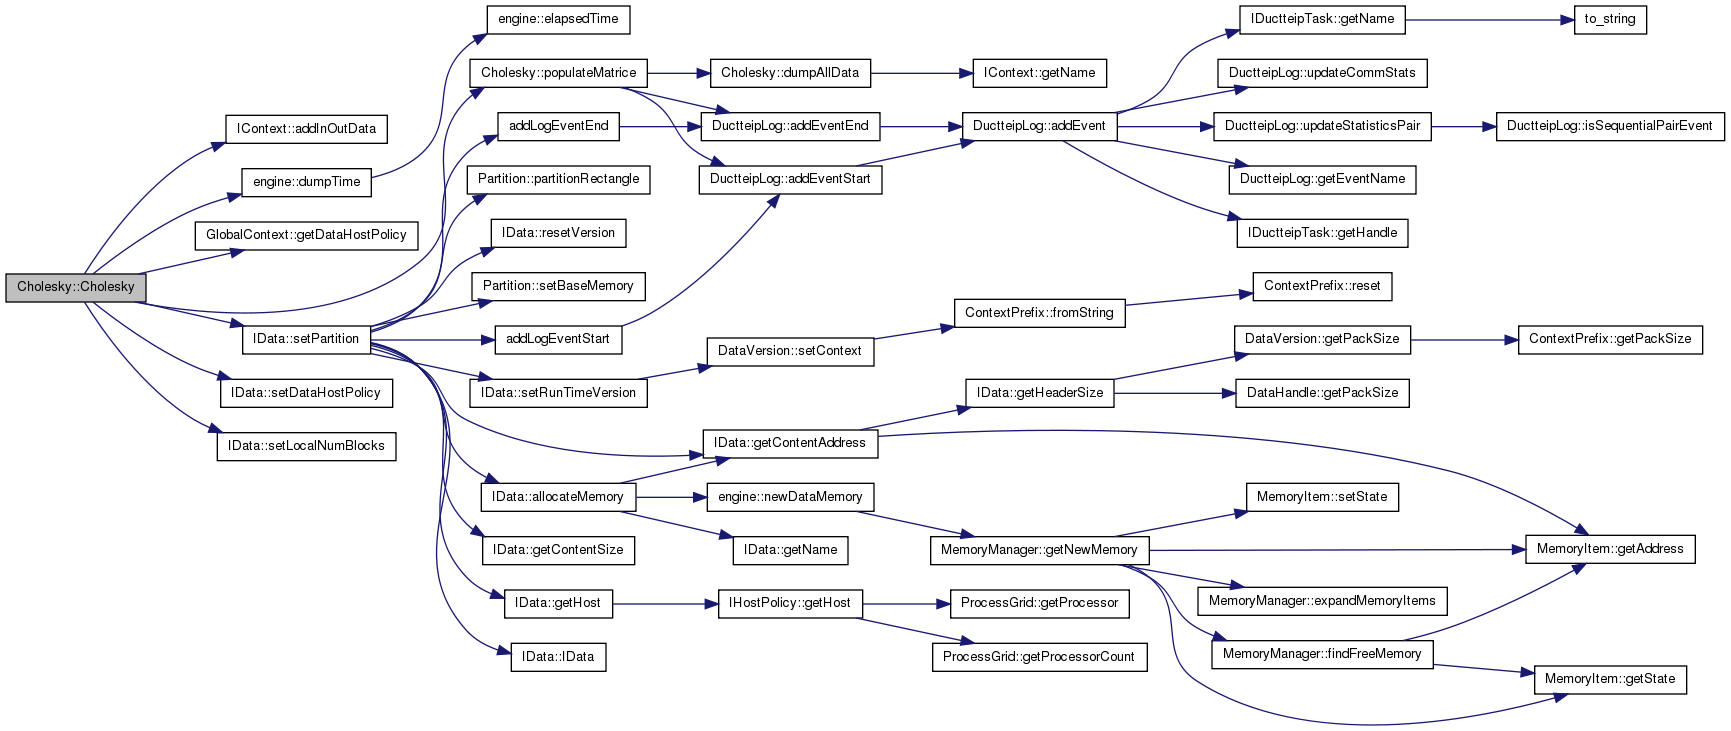 Cholesky::Cholesky
IContext::addInOutData
engine::dumpTime
GlobalContext::getDataHostPolicy
IData::setPartition
IData::setDataHostPolicy
IData::setLocalNumBlocks
engine::elapsedTime
Cholesky::populateMatrice
addLogEventEnd
Partition::partitionRectangle
IData::resetVersion
Partition::setBaseMemory
addLogEventStart
IData::setRunTimeVersion
IData::allocateMemory
IData::getContentSize
IData::getHost
IData::IData
Cholesky::dumpAllData
DuctteipLog::addEventEnd
DuctteipLog::addEventStart
DataVersion::setContext
IData::getContentAddress
engine::newDataMemory
IData::getName
IHostPolicy::getHost
IContext::getName
DuctteipLog::addEvent
ContextPrefix::fromString
IData::getHeaderSize
MemoryManager::getNewMemory
ProcessGrid::getProcessor
ProcessGrid::getProcessorCount
IDuctteipTask::getName
DuctteipLog::updateCommStats
DuctteipLog::updateStatisticsPair
DuctteipLog::getEventName
IDuctteipTask::getHandle
ContextPrefix::reset
DataVersion::getPackSize
DataHandle::getPackSize
MemoryItem::setState
MemoryManager::expandMemoryItems
MemoryManager::findFreeMemory
to_string
DuctteipLog::isSequentialPairEvent
ContextPrefix::getPackSize
MemoryItem::getAddress
MemoryItem::getState